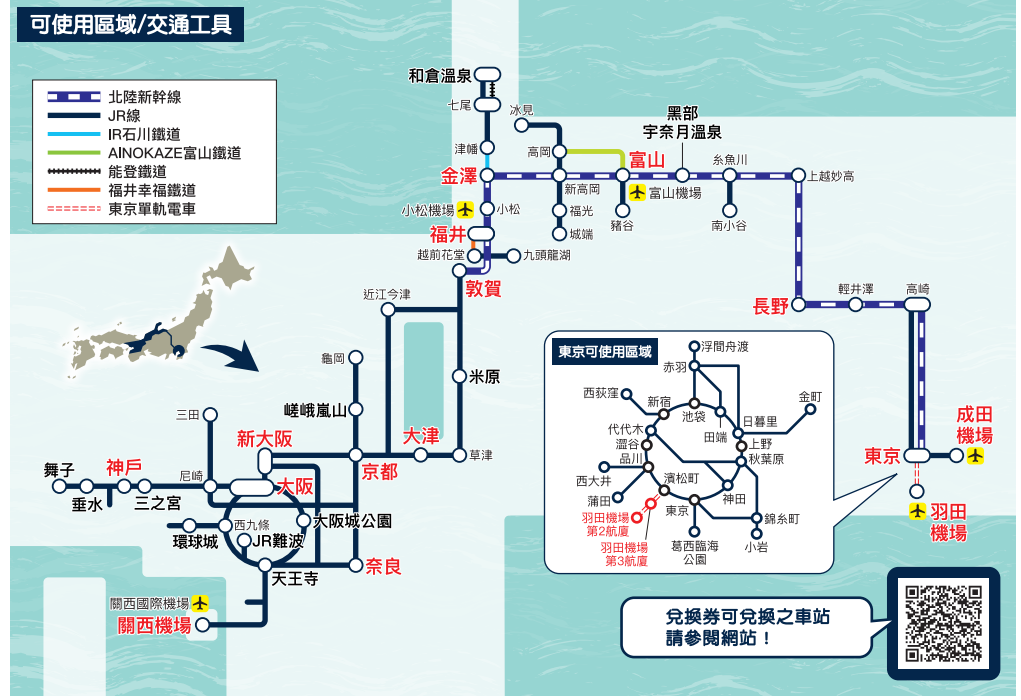 可使用區域/交通工具
北陸新幹線
JR線
IR石川鐵道
AINOKAZE富山鐵道
能登鐵道
福井幸福鐵道
東京單軌電車
和倉溫泉
七尾
冰見
黑部
宇奈月溫泉
津幡
高岡
富山
糸魚川
金澤
新高岡
富山機場
上越妙高
小松機場
小松
福光
豬谷
南小谷
福井
城端
越前花堂
九頭龍湖
敦賀
近江今津
長野
輕井澤
高崎
龜岡
米原
嵯峨嵐山
三田
新大阪
大津
京都
草津
舞子
神戶
尼崎
大阪
垂水
三之宮
西九條
大阪城公園
環球城
JR難波
天王寺
奈良
關西國際機場
關西機場
東京可使用區域
浮間舟渡
赤羽
西荻窪
新宿
池袋
金町
代代木
田端
日暮里
澀谷
上野
品川
秋葉原
西大井
濱松町
神田
蒲田
東京
羽田機場
第2航廈
錦糸町
羽田機場
第3航廈
葛西臨海
公園
小岩
成田
機場
東京
羽田
機場
兌換券可兌換之車站
請參閱網站！